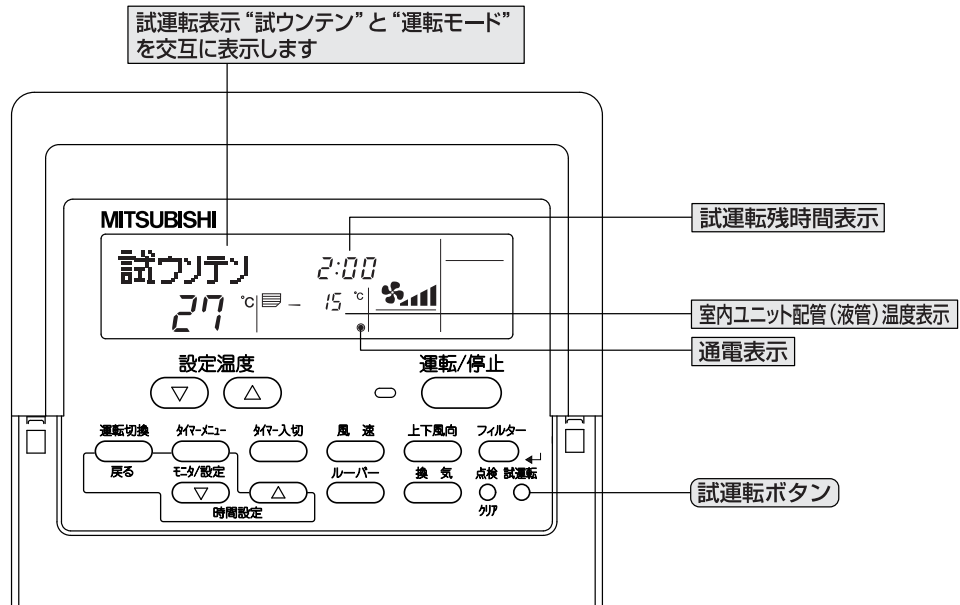 試運転表示“試ウンテン”と“運転モード”
を交互に表示します
MITSUBISHI
試運転残時間表示
試ウンテン 2:00
27 ℃ – 15 ℃
室内ユニット配管(液管)温度表示
通電表示
設定温度 運転/停止
▽ △
運転切換 タイマーメニュー タイマー入切 風 速 上下風向 フィルター
戻る モニタ/設定 ルーバー 換 気 点検 試運転
▽ △
試運転ボタン
時間設定 クリア